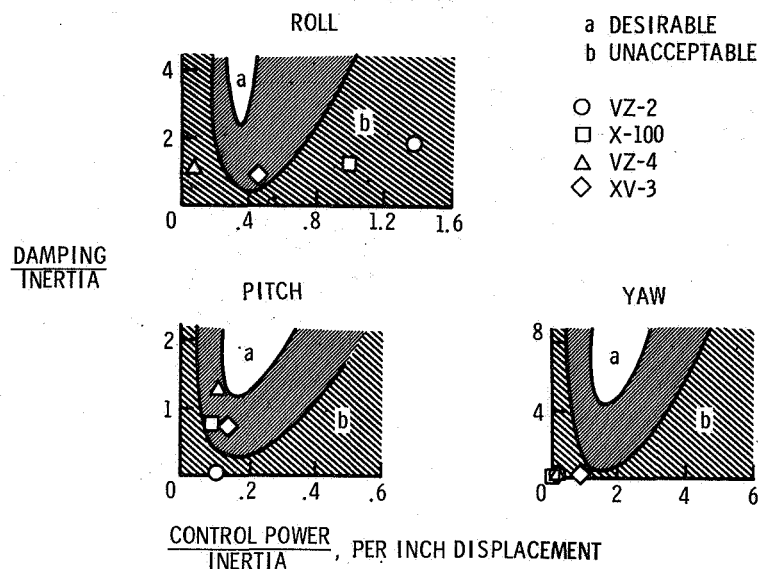 ROLL
a DESIRABLE
b UNACCEPTABLE
VZ-2
X-100
VZ-4
XV-3
4
2
0 .4 .8 1.2 1.6
a
b
DAMPING
INERTIA
PITCH
2
1
0 .2 .4 .6
a
b
YAW
8
4
0 2 4 6
a
b
CONTROL POWER
INERTIA , PER INCH DISPLACEMENT